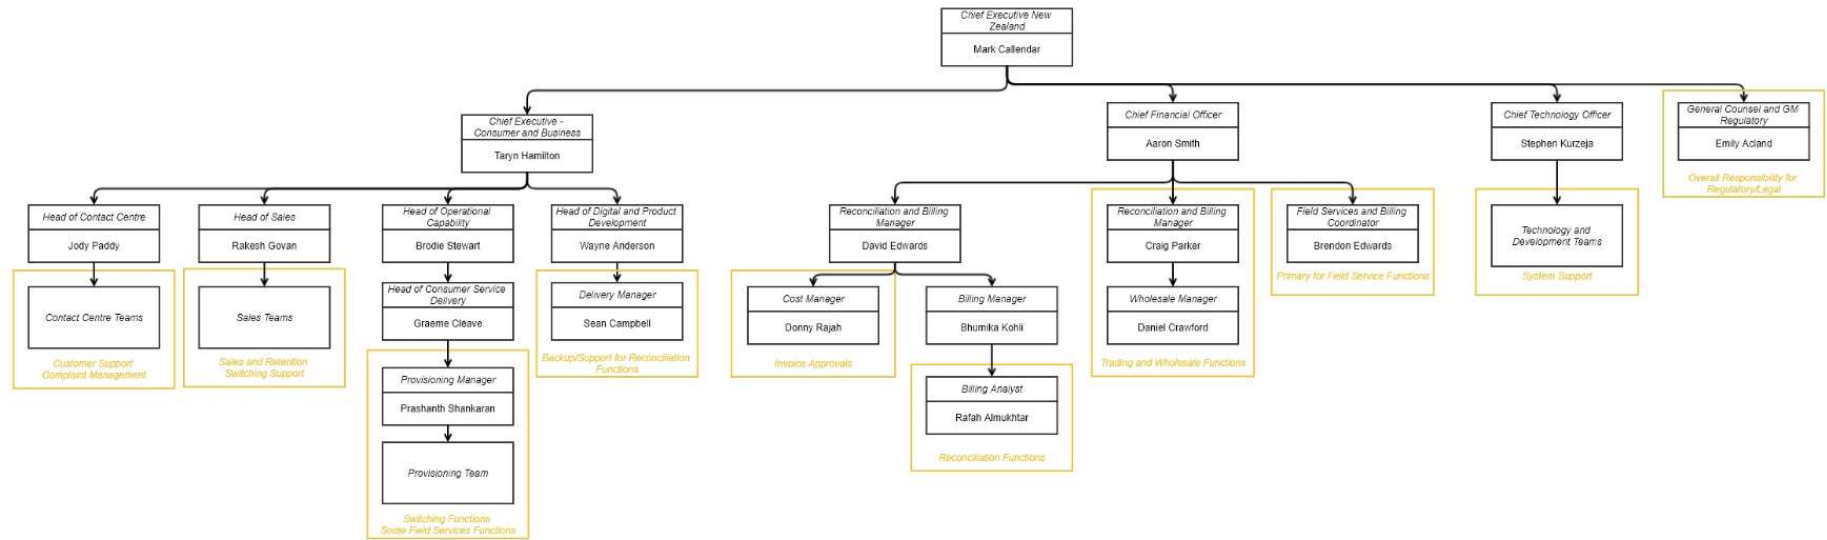 Chief Executive New
Zealand
Mark Callendar
Chief Executive -
Consumer and Business
Taryn Hamilton
Chief Financial Officer
Aaron Smith
Chief Technology Officer
Stephen Kurzeja
General Counsel and GM
Regulatory
Emily Acland
Overall Responsibility for
Regulatory/Legal
Head of Contact Centre
Jody Paddy
Head of Sales
Rakesh Govan
Head of Operational
Capability
Brodie Stewart
Head of Digital and Product
Development
Wayne Anderson
Reconciliation and Billing
Manager
David Edwards
Reconciliation and Billing
Manager
Craig Parker
Field Services and Billing
Coordinator
Brendon Edwards
Primary for Field Service Functions
Technology and
Development Teams
System Support
Contact Centre Teams
Customer Support
Complaint Management
Sales Teams
Sales and Retention
Switching Support
Head of Consumer Service
Delivery
Graeme Cleave
Delivery Manager
Sean Campbell
Backup/Support for Reconciliation
Functions
Cost Manager
Donny Rajah
Invoice Approvals
Billing Manager
Bhumika Kohli
Wholesale Manager
Daniel Crawford
Trading and Wholesale Functions
Provisioning Manager
Prashanth Shankaran
Billing Analyst
Rafah Almukhtar
Reconciliation Functions
Provisioning Team
Switching Functions
Some Field Services Functions